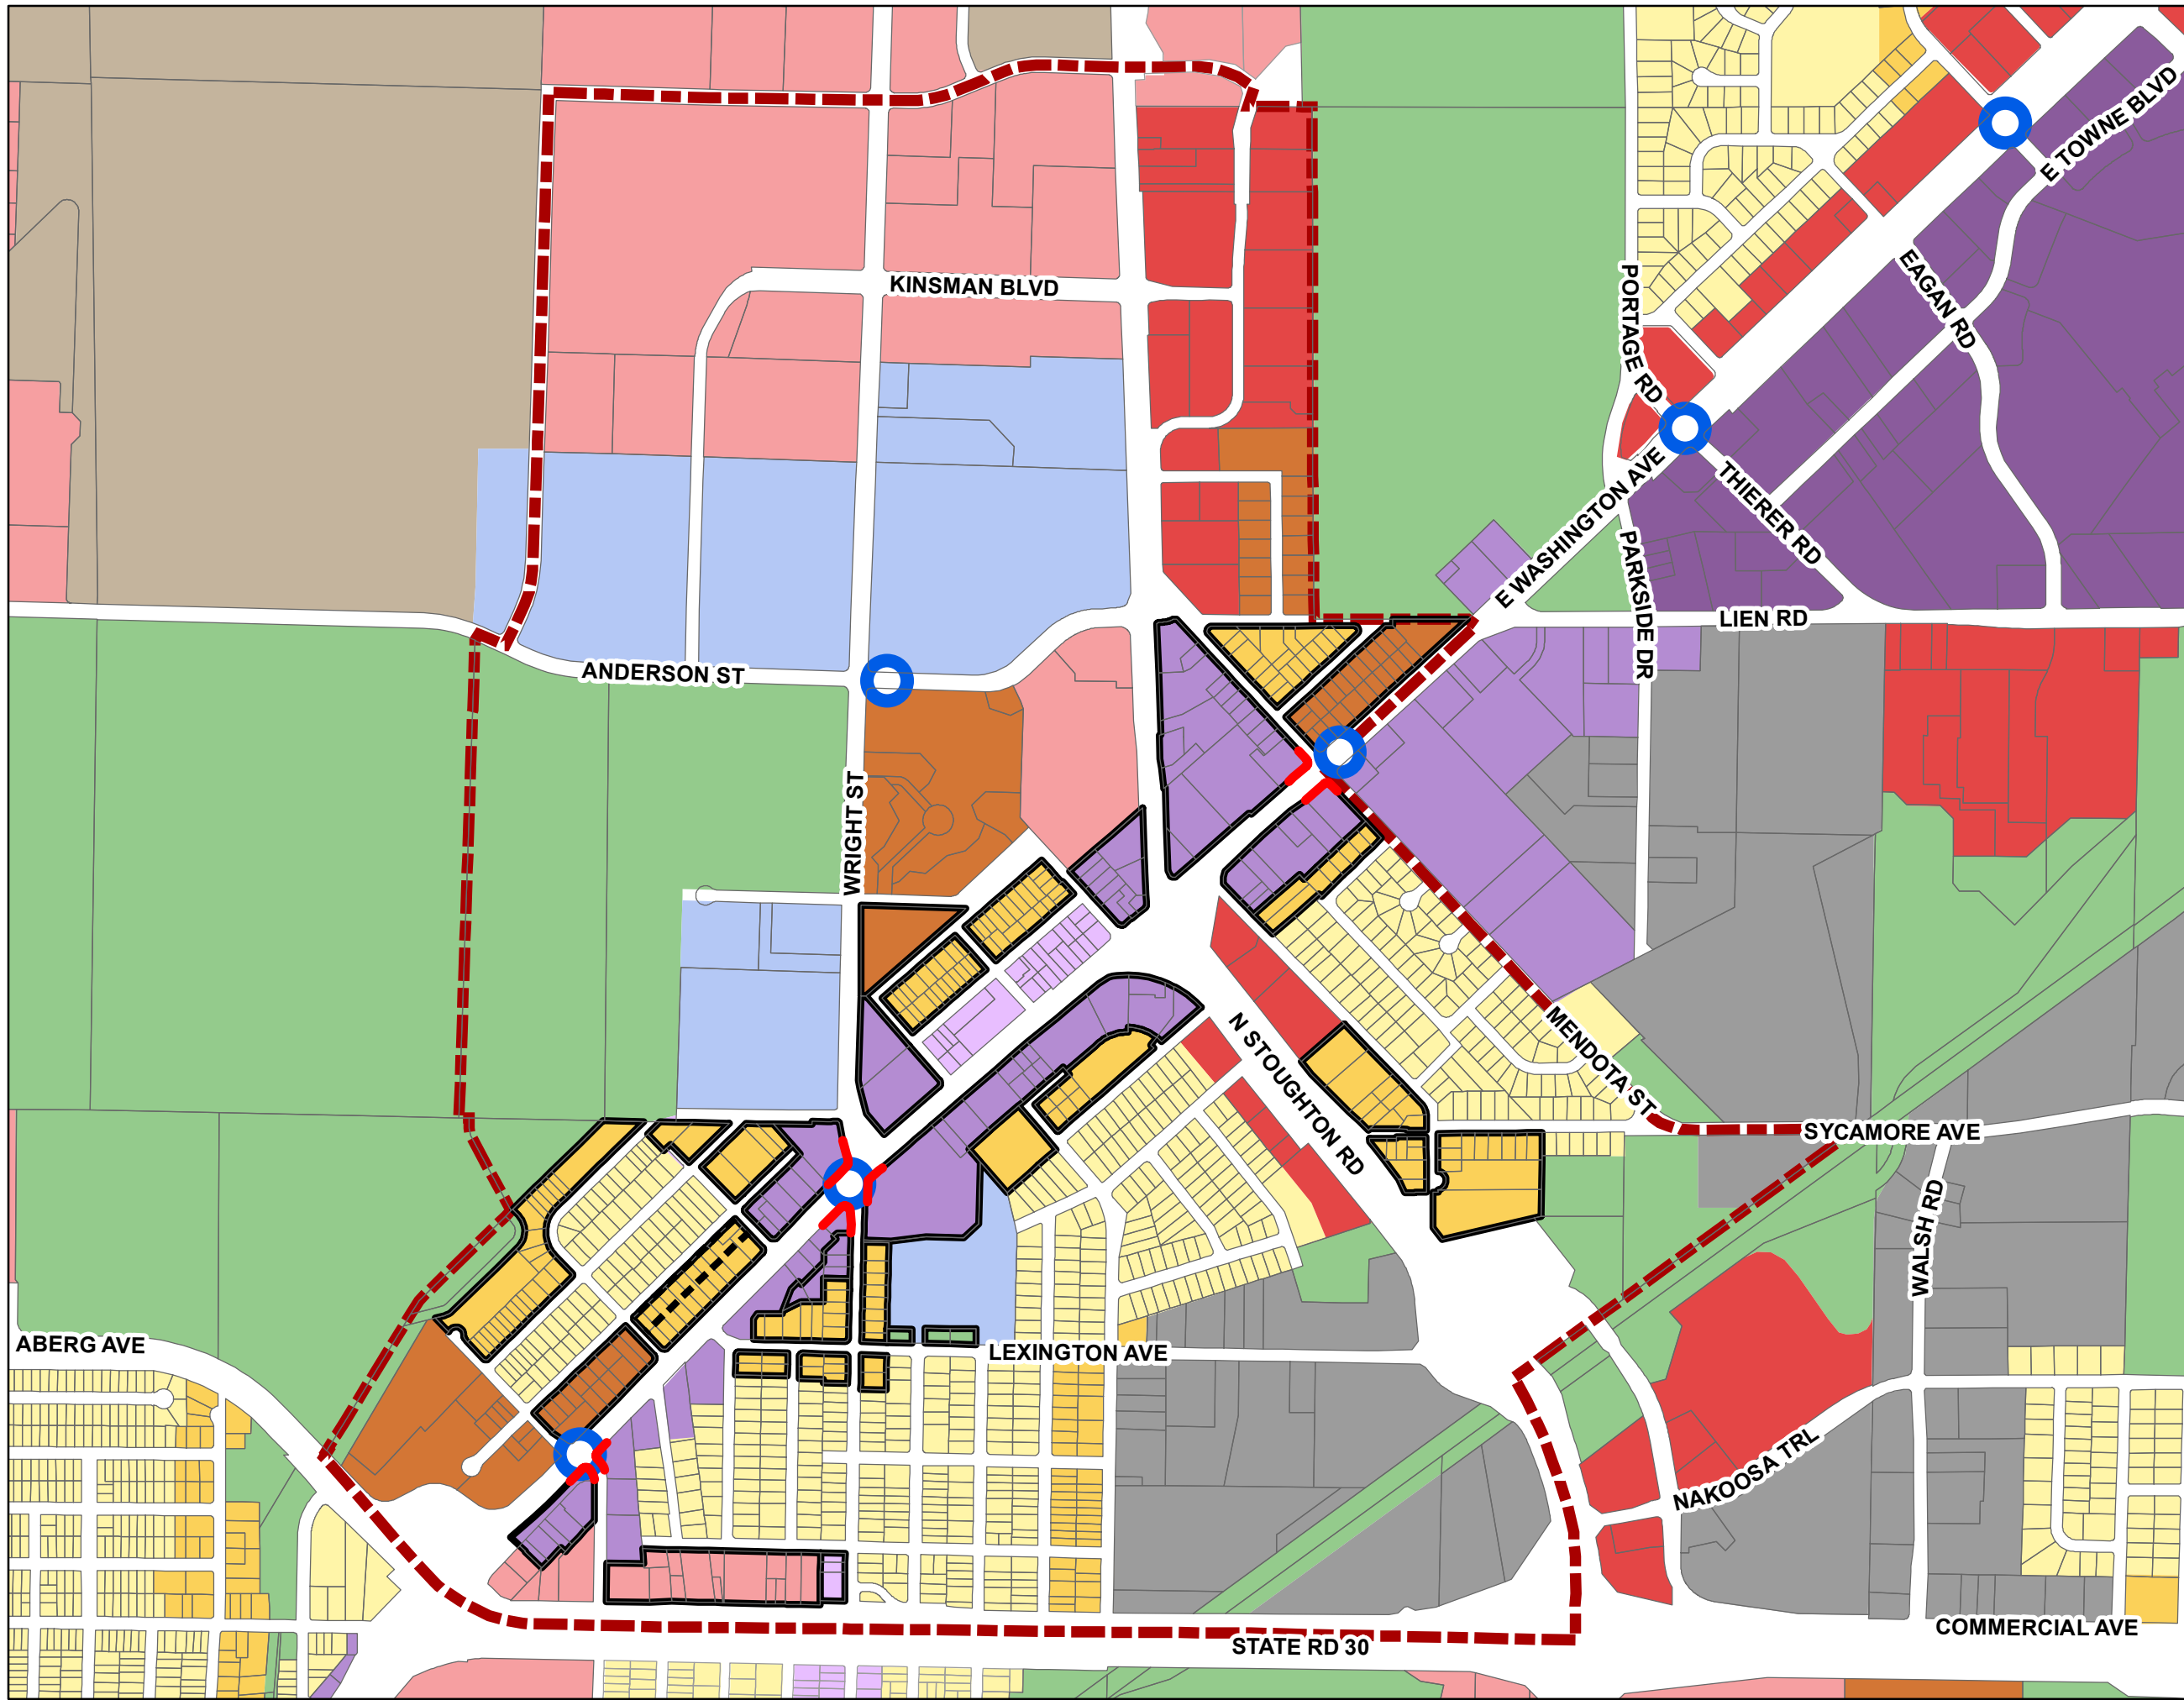 E TOWNE BLVD
KINSMAN BLVD
EAGAN RD
PORTAGE RD
E WASHINGTON AVE
THIERER RD
PARKSIDE DR
LIEN RD
ANDERSON ST
WRIGHT ST
N STOUGHTON RD
MENDOTA ST
SYCAMORE AVE
WALSH RD
ABERG AVE
LEXINGTON AVE
NAKOOSA TRL
STATE RD 30
COMMERCIAL AVE